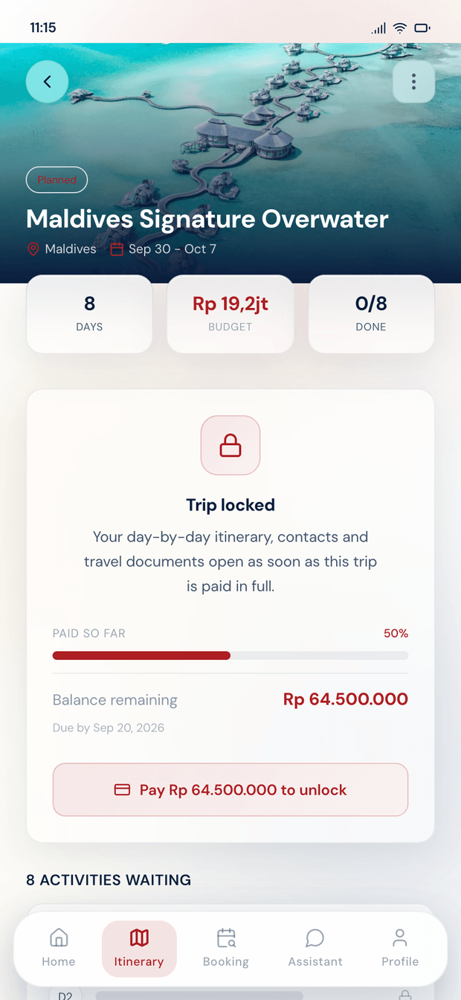 11:15
Planned
Maldives Signature Overwater
Maldives Sep 30 – Oct 7
8 Rp 19,2jt 0/8
DAYS BUDGET DONE
Trip locked
Your day-by-day itinerary, contacts and
travel documents open as soon as this trip
is paid in full.
PAID SO FAR 50%
Balance remaining Rp 64.500.000
Due by Sep 20, 2026
Pay Rp 64.500.000 to unlock
8 ACTIVITIES WAITING
Home Itinerary Booking Assistant Profile
D2